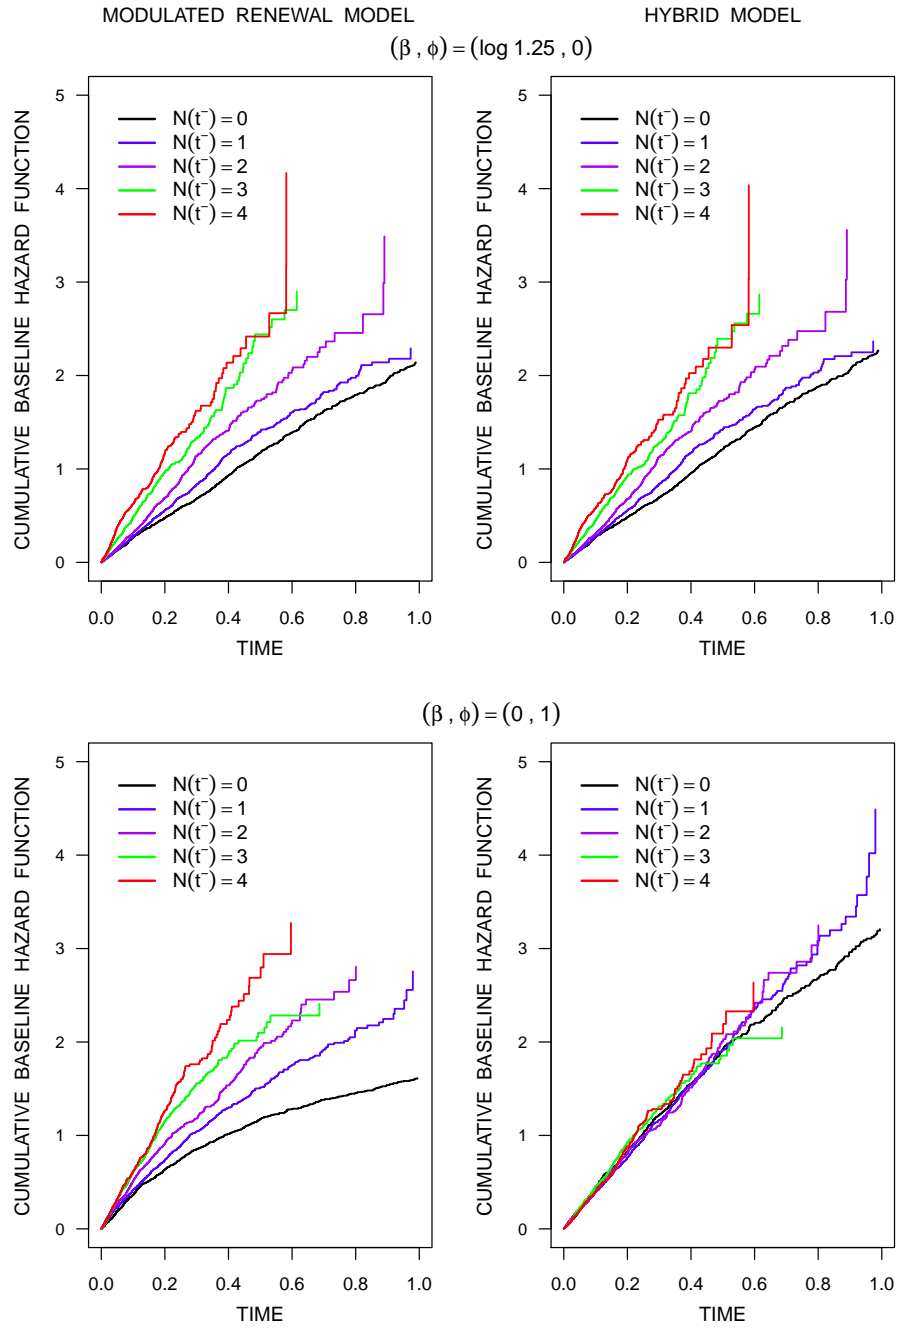 MODULATED RENEWAL MODEL
HYBRID MODEL
(β , φ) = (log 1.25 , 0)
CUMULATIVE BASELINE HAZARD FUNCTION
5
4
3
2
1
0
N(t⁻) = 0
N(t⁻) = 1
N(t⁻) = 2
N(t⁻) = 3
N(t⁻) = 4
0.0 0.2 0.4 0.6 0.8 1.0
TIME
CUMULATIVE BASELINE HAZARD FUNCTION
5
4
3
2
1
0
N(t⁻) = 0
N(t⁻) = 1
N(t⁻) = 2
N(t⁻) = 3
N(t⁻) = 4
0.0 0.2 0.4 0.6 0.8 1.0
TIME
(β , φ) = (0 , 1)
CUMULATIVE BASELINE HAZARD FUNCTION
5
4
3
2
1
0
N(t⁻) = 0
N(t⁻) = 1
N(t⁻) = 2
N(t⁻) = 3
N(t⁻) = 4
0.0 0.2 0.4 0.6 0.8 1.0
TIME
CUMULATIVE BASELINE HAZARD FUNCTION
5
4
3
2
1
0
N(t⁻) = 0
N(t⁻) = 1
N(t⁻) = 2
N(t⁻) = 3
N(t⁻) = 4
0.0 0.2 0.4 0.6 0.8 1.0
TIME